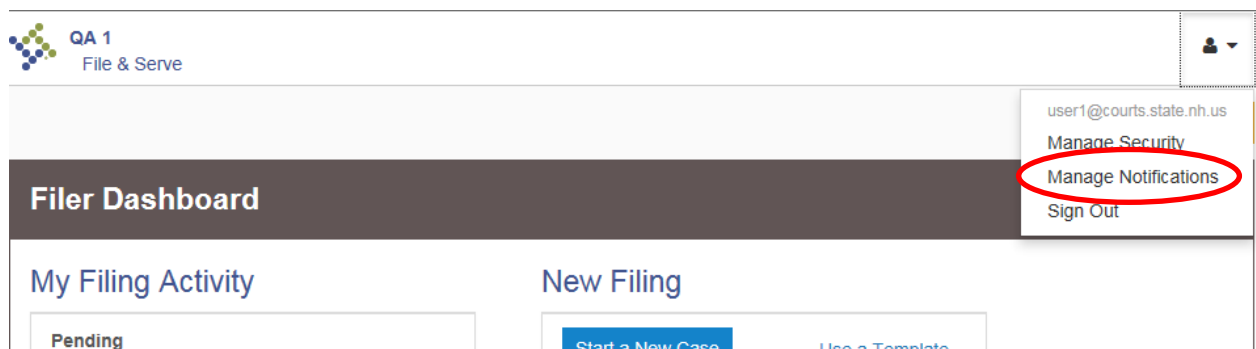 QA 1
File & Serve
user1@courts.state.nh.us
Manage Security
Manage Notifications
Sign Out
Filer Dashboard
My Filing Activity
New Filing
Pending
Start a New Case
Use a Template